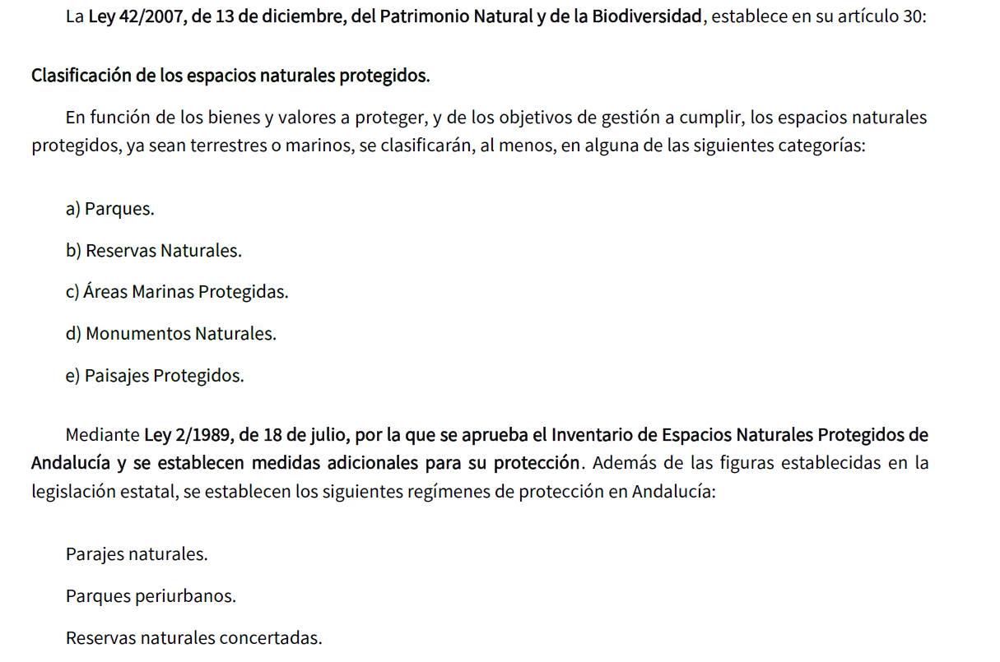 La Ley 42/2007, de 13 de diciembre, del Patrimonio Natural y de la Biodiversidad, establece en su artículo 30:
Clasificación de los espacios naturales protegidos.
En función de los bienes y valores a proteger, y de los objetivos de gestión a cumplir, los espacios naturales
protegidos, ya sean terrestres o marinos, se clasificarán, al menos, en alguna de las siguientes categorías:
a) Parques.
b) Reservas Naturales.
c) Áreas Marinas Protegidas.
d) Monumentos Naturales.
e) Paisajes Protegidos.
Mediante Ley 2/1989, de 18 de julio, por la que se aprueba el Inventario de Espacios Naturales Protegidos de
Andalucía y se establecen medidas adicionales para su protección. Además de las figuras establecidas en la
legislación estatal, se establecen los siguientes regímenes de protección en Andalucía:
Parajes naturales.
Parques periurbanos.
Reservas naturales concertadas.